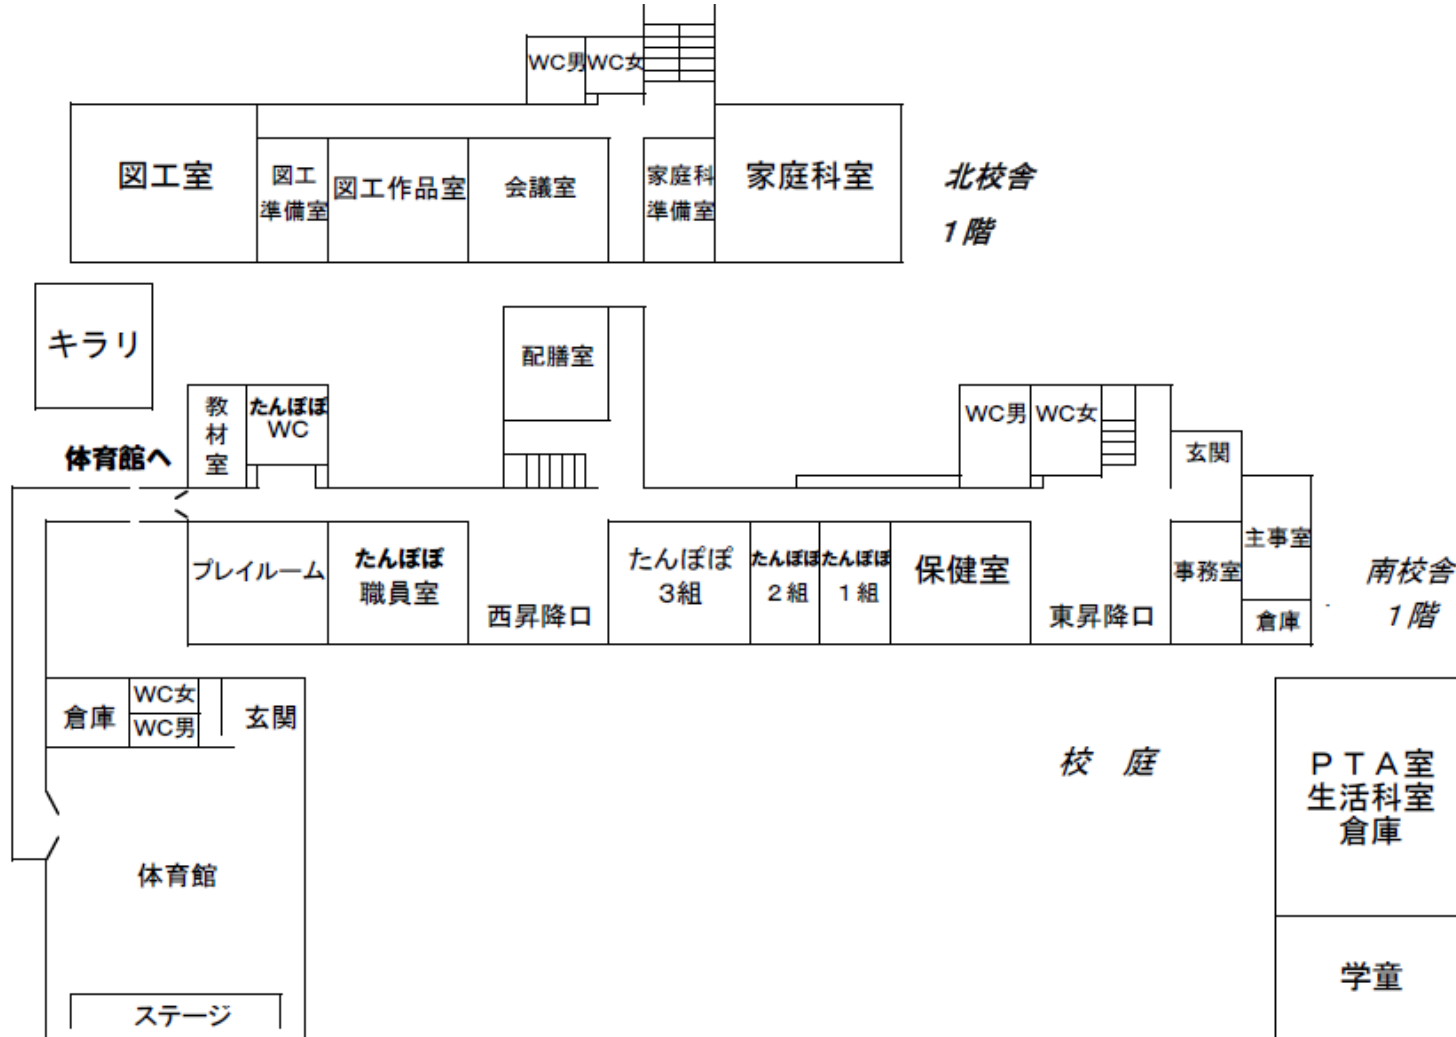 WC男
WC女
図工室
図工
準備室
図工作品室
会議室
家庭科
準備室
家庭科室
北校舎
1階
キラリ
配膳室
教
材
室
たんぽぽ
WC
体育館へ
WC男
WC女
玄関
プレイルーム
たんぽぽ
職員室
西昇降口
たんぽぽ
3組
たんぽぽ
2組
たんぽぽ
1組
保健室
東昇降口
事務室
主事室
倉庫
南校舎
1階
倉庫
WC女
WC男
玄関
体育館
ステージ
校 庭
PTA室
生活科室
倉庫
学童